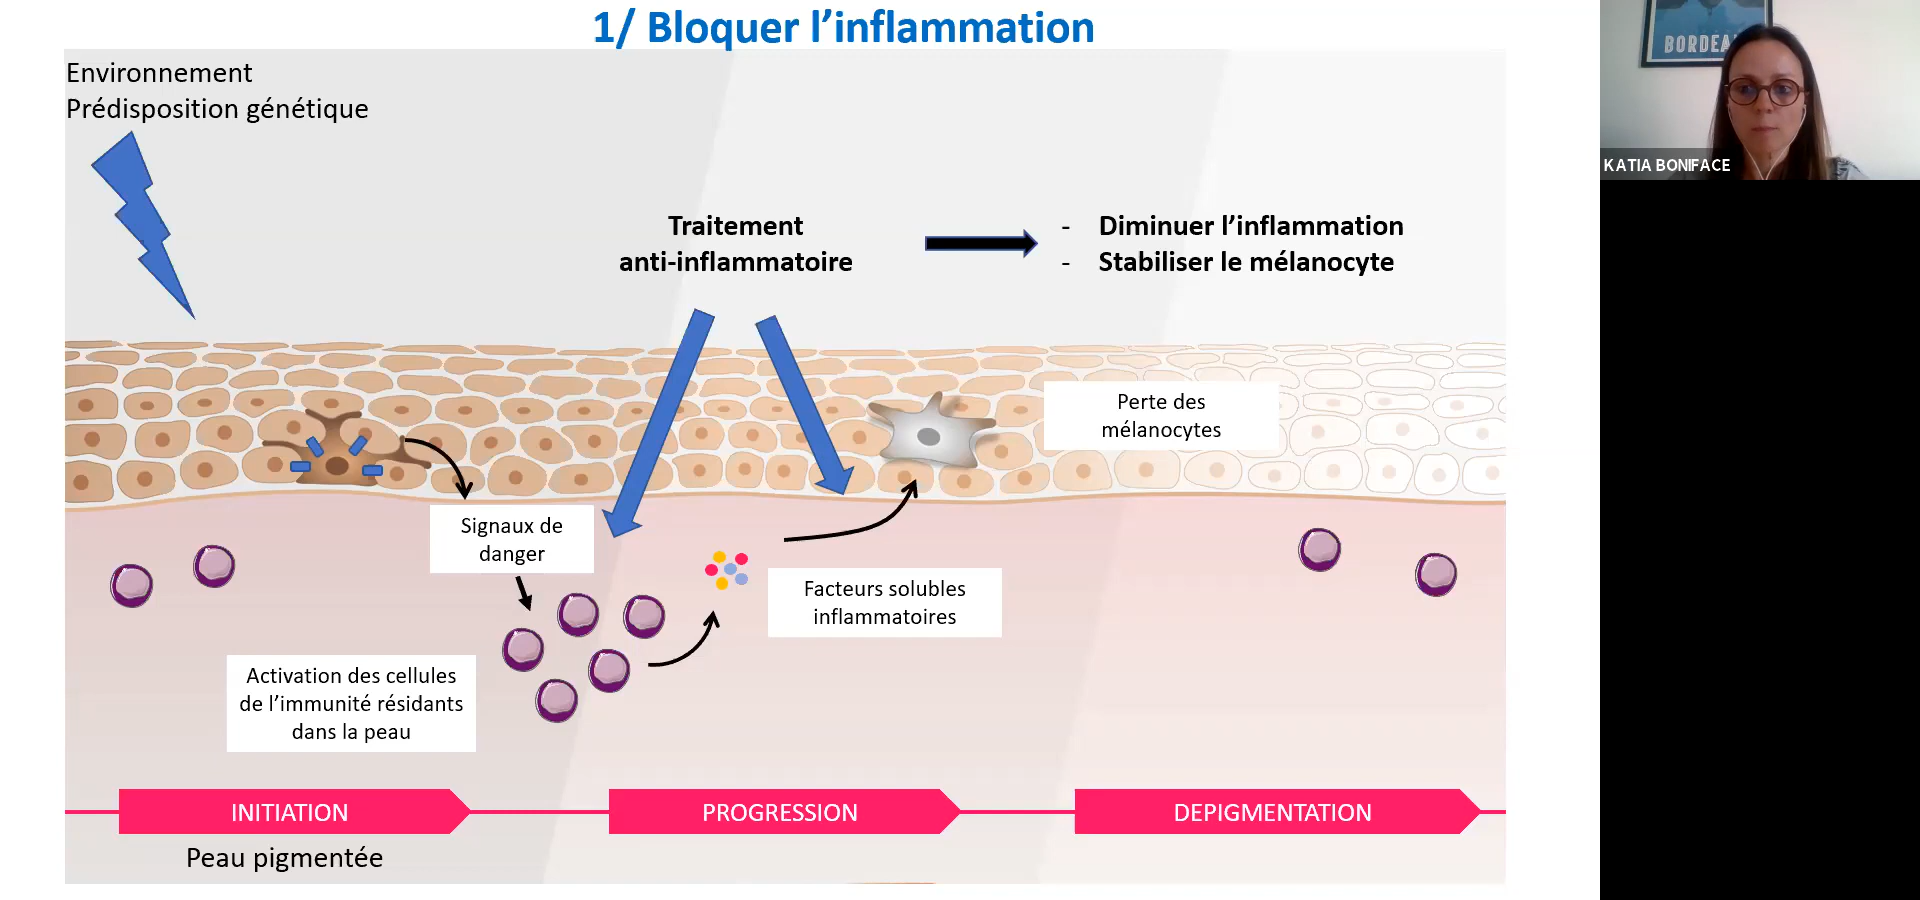 1/ Bloquer l’inflammation
Environnement
Prédisposition génétique
Traitement
anti-inflammatoire
- Diminuer l’inflammation
- Stabiliser le mélanocyte
Perte des
mélanocytes
Signaux de
danger
Facteurs solubles
inflammatoires
Activation des cellules
de l’immunité résidants
dans la peau
INITIATION
PROGRESSION
DEPIGMENTATION
Peau pigmentée
KATIA BONIFACE